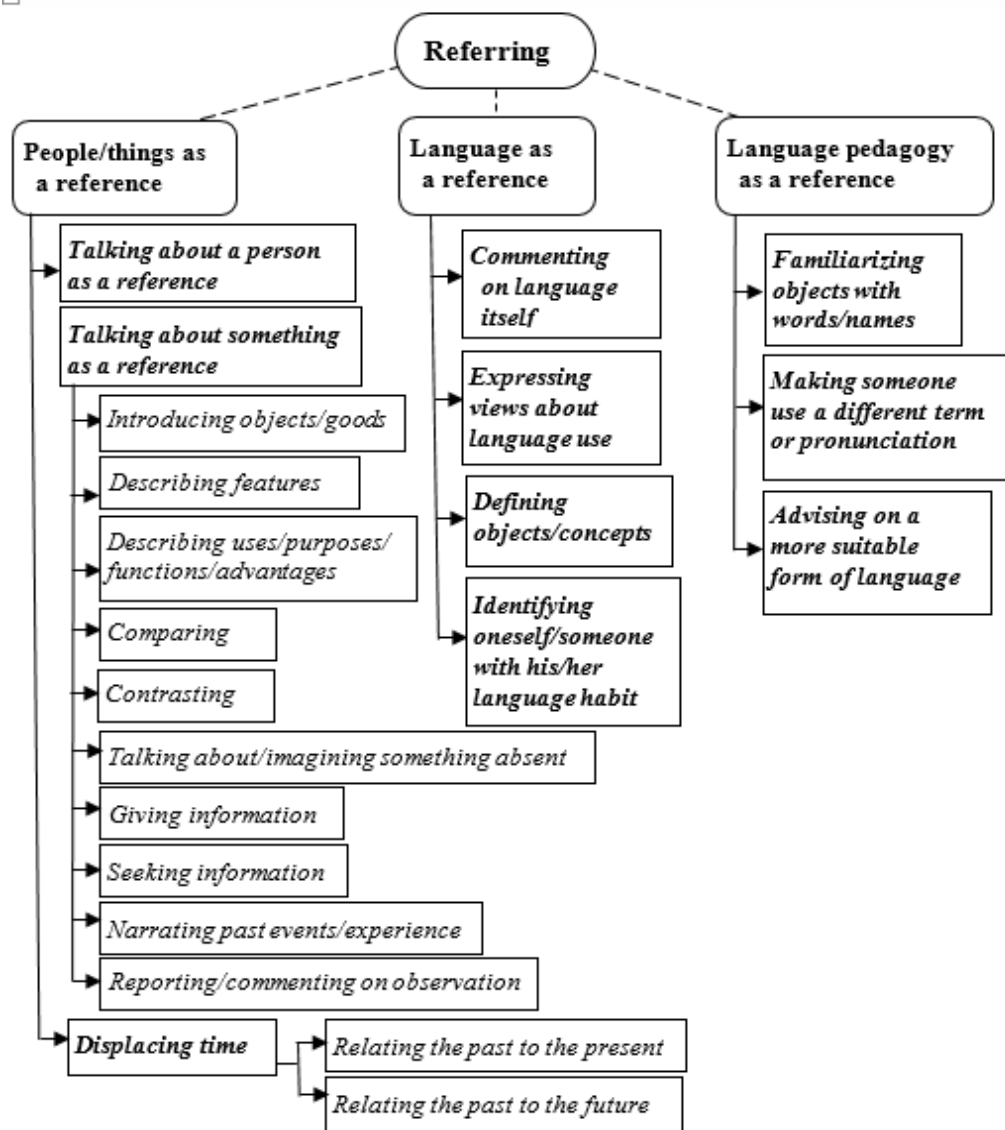 Referring
People/things as
a reference
Talking about a person
as a reference
Talking about something
as a reference
Introducing objects/goods
Describing features
Describing uses/purposes/
functions/advantages
Comparing
Contrasting
Talking about/imagining something absent
Giving information
Seeking information
Narrating past events/experience
Reporting/commenting on observation
Displacing time
Relating the past to the present
Relating the past to the future
Language as
a reference
Commenting
on language
itself
Expressing
views about
language use
Defining
objects/concepts
Identifying
oneself/someone
with his/her
language habit
Language pedagogy
as a reference
Familiarizing
objects with
words/names
Making someone
use a different term
or pronunciation
Advising on a
more suitable
form of language